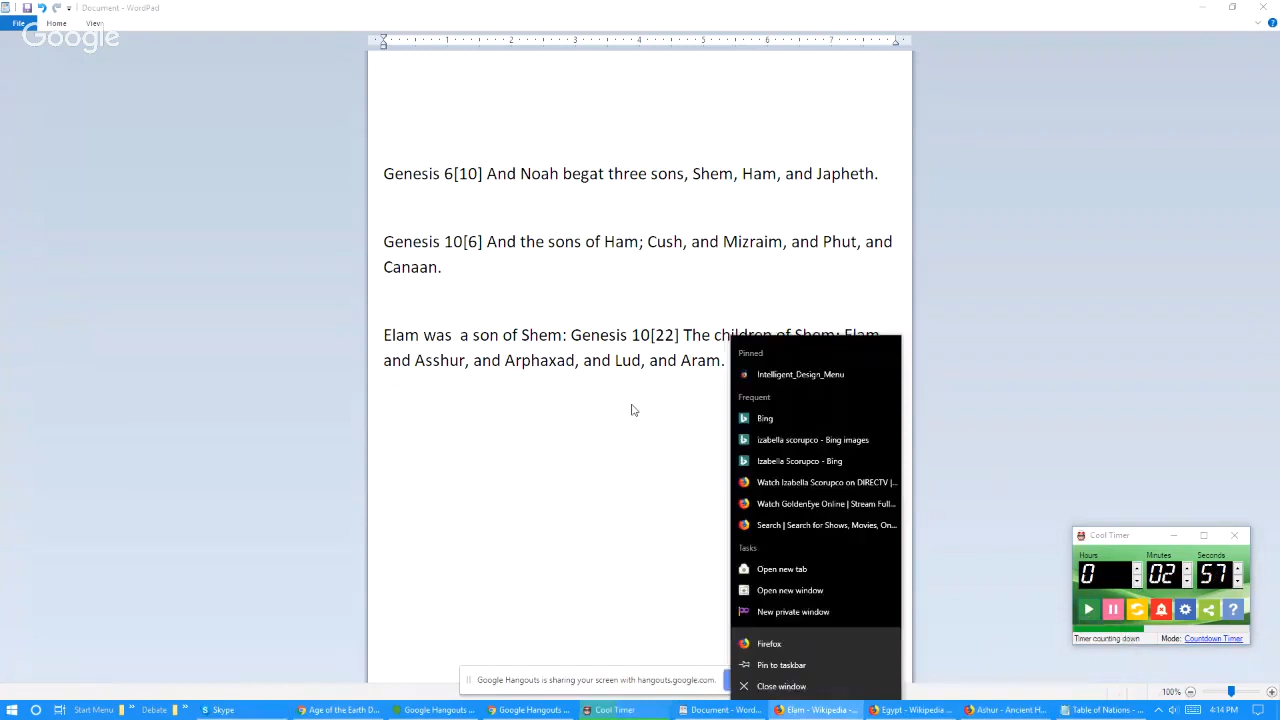 Document - WordPad
File
Home
View
Google
1 2 3 4 5 6 7
Genesis 6[10] And Noah begat three sons, Shem, Ham, and Japheth.
Genesis 10[6] And the sons of Ham; Cush, and Mizraim, and Phut, and
Canaan.
Elam was a son of Shem: Genesis 10[22] The children of Shem; Elam,
and Asshur, and Arphaxad, and Lud, and Aram.
Pinned
Intelligent_Design_Menu
Frequent
Bing
izabella scorupco - Bing images
Izabella Scorupco - Bing
Watch Izabella Scorupco on DIRECTV |...
Watch GoldenEye Online | Stream Full...
Search | Search for Shows, Movies, On...
Tasks
Open new tab
Open new window
New private window
Firefox
Pin to taskbar
Close window
Cool Timer
Hours
Minutes
Seconds
0 02 57
Timer counting down
Mode: Countdown Timer
Google Hangouts is sharing your screen with hangouts.google.com.
100%
Start Menu
Debate
Skype
Age of the Earth D...
Google Hangouts ...
Google Hangouts ...
Cool Timer
Document - Word...
Elam - Wikipedia -...
Egypt - Wikipedia ...
Ashur - Ancient H...
Table of Nations - ...
4:14 PM